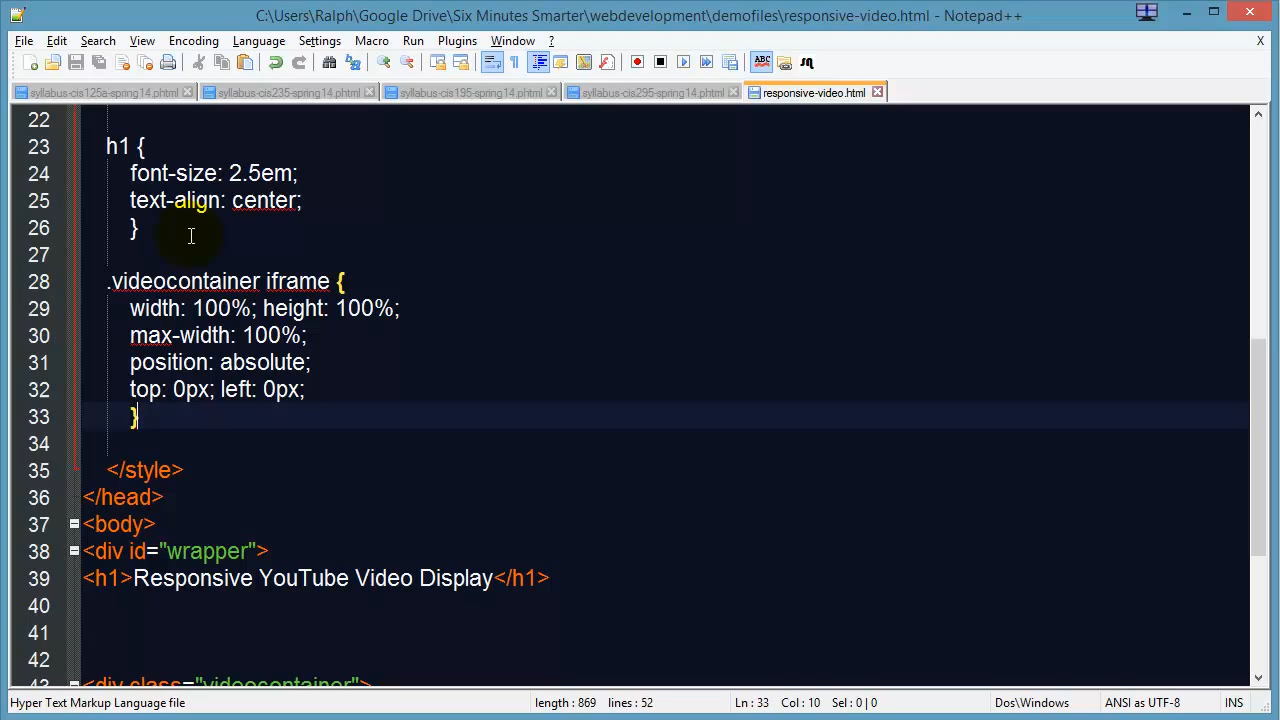 C:\Users\Ralph\Google Drive\Six Minutes Smarter\webdevelopment\demofiles\responsive-video.html - Notepad++
File Edit Search View Encoding Language Settings Macro Run Plugins Window ? X
syllabus-cis125a-spring14.phtml syllabus-cis235-spring14.phtml syllabus-cis195-spring14.phtml syllabus-cis295-spring14.phtml responsive-video.html
22
23 h1 {
24 font-size: 2.5em;
25 text-align: center;
26 }
27
28 .videocontainer iframe {
29 width: 100%; height: 100%;
30 max-width: 100%;
31 position: absolute;
32 top: 0px; left: 0px;
33 }
34
35 </style>
36 </head>
37 <body>
38 <div id="wrapper">
39 <h1>Responsive YouTube Video Display</h1>
40
41
42
43 <div class="videocontainer">
Hyper Text Markup Language file length : 869 lines : 52 Ln : 33 Col : 10 Sel : 0 | 0 Dos\Windows ANSI as UTF-8 INS